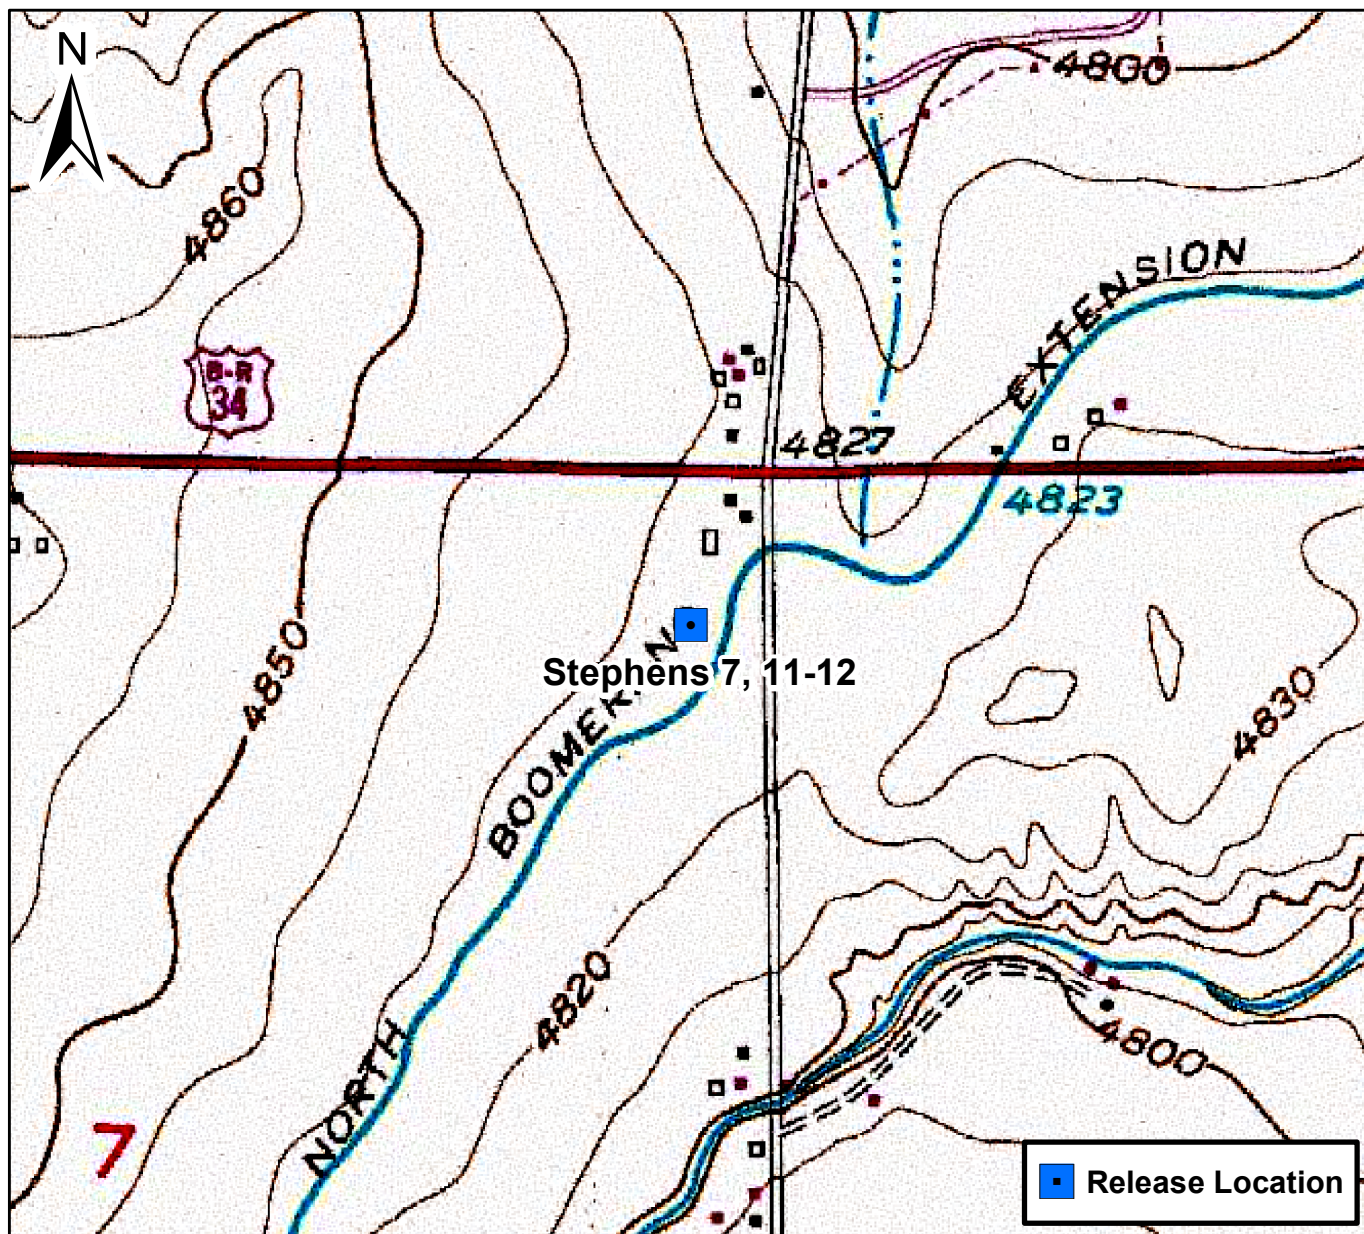 N
4800
4860
EXTENSION
B-R
34
4827
4823
Stephens 7, 11-12
4850
4830
BOOMER
4820
4800
NORTH
7
Release Location